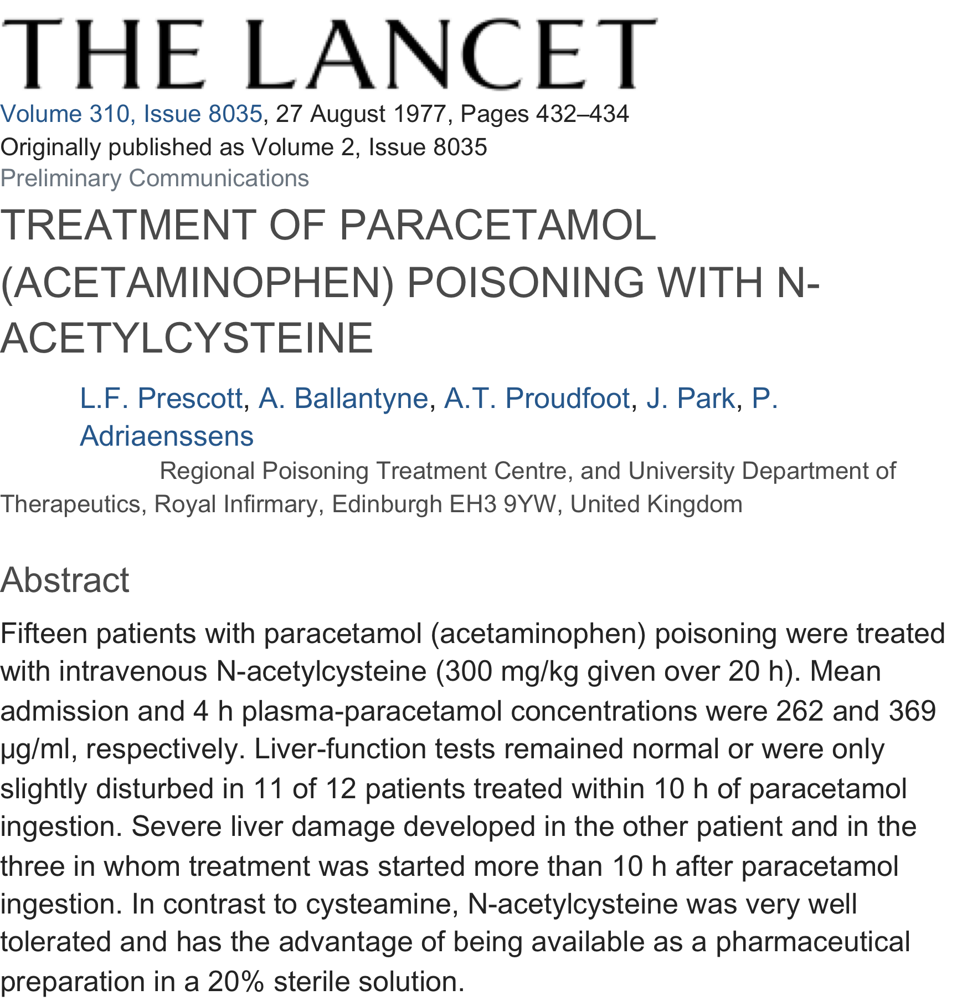 THE LANCET
Volume 310, Issue 8035, 27 August 1977, Pages 432–434
Originally published as Volume 2, Issue 8035
Preliminary Communications
TREATMENT OF PARACETAMOL
(ACETAMINOPHEN) POISONING WITH N-
ACETYLCYSTEINE
L.F. Prescott, A. Ballantyne, A.T. Proudfoot, J. Park, P.
Adriaenssens
Regional Poisoning Treatment Centre, and University Department of
Therapeutics, Royal Infirmary, Edinburgh EH3 9YW, United Kingdom
Abstract
Fifteen patients with paracetamol (acetaminophen) poisoning were treated
with intravenous N-acetylcysteine (300 mg/kg given over 20 h). Mean
admission and 4 h plasma-paracetamol concentrations were 262 and 369
μg/ml, respectively. Liver-function tests remained normal or were only
slightly disturbed in 11 of 12 patients treated within 10 h of paracetamol
ingestion. Severe liver damage developed in the other patient and in the
three in whom treatment was started more than 10 h after paracetamol
ingestion. In contrast to cysteamine, N-acetylcysteine was very well
tolerated and has the advantage of being available as a pharmaceutical
preparation in a 20% sterile solution.